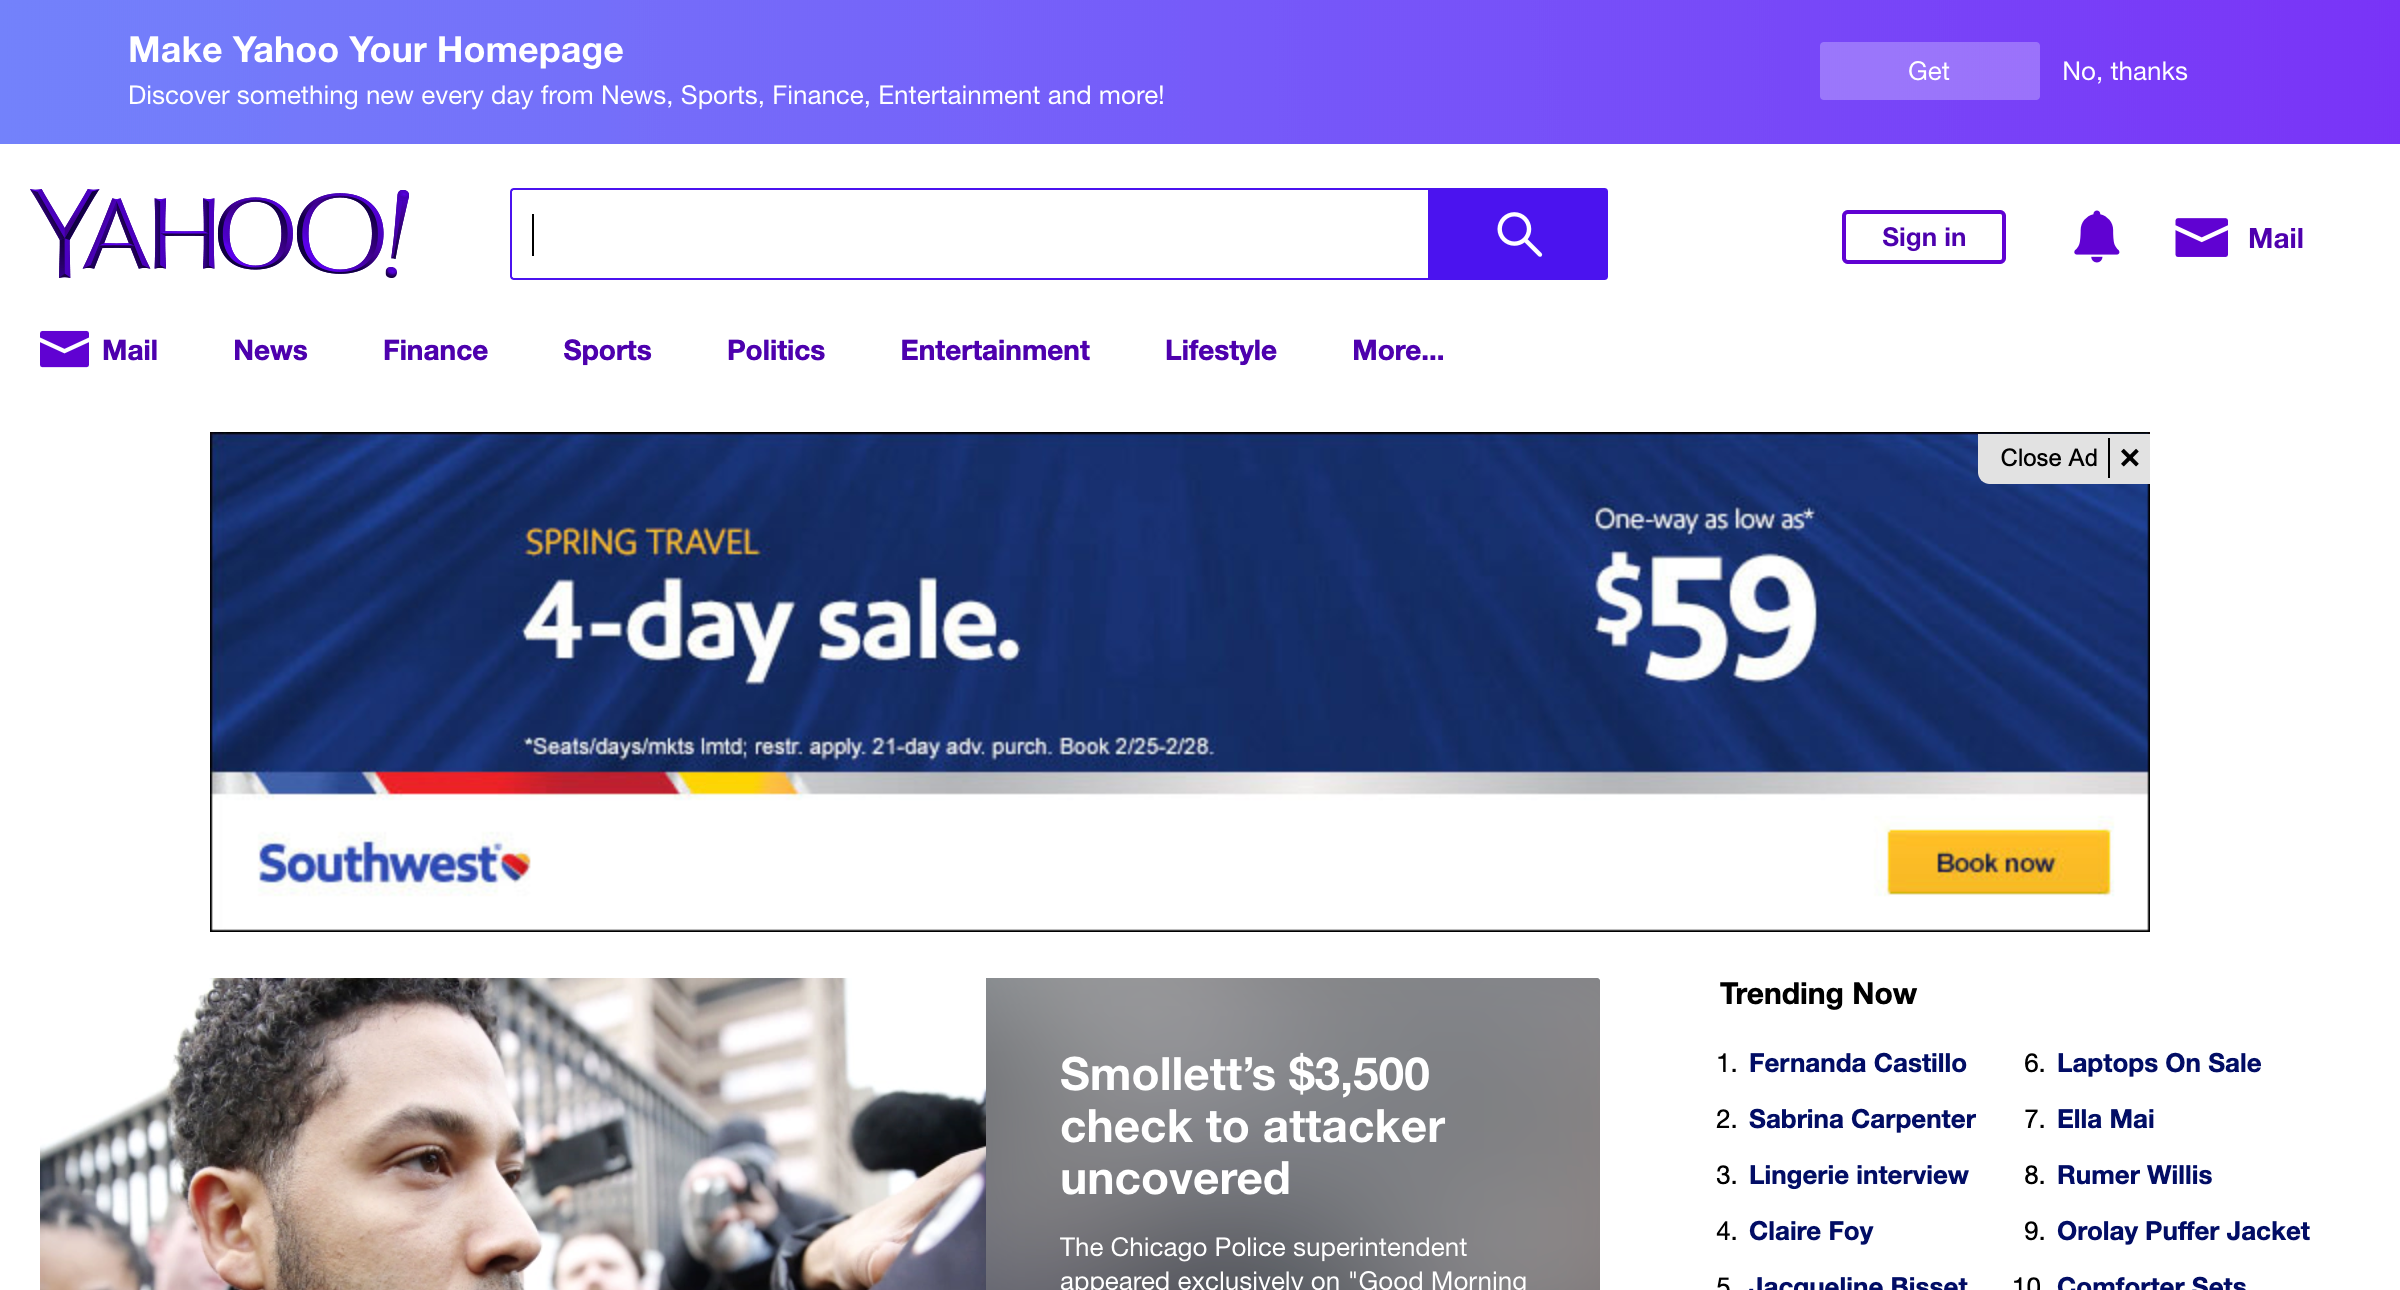 Make Yahoo Your Homepage
Discover something new every day from News, Sports, Finance, Entertainment and more!
Get
No, thanks
YAHOO!
Sign in
Mail
Mail
News
Finance
Sports
Politics
Entertainment
Lifestyle
More...
Close Ad
SPRING TRAVEL
4-day sale.
One-way as low as*
$59
*Seats/days/mkts lmtd; restr. apply. 21-day adv. purch. Book 2/25-2/28.
Southwest
Book now
Smollett’s $3,500
check to attacker
uncovered
The Chicago Police superintendent
appeared exclusively on "Good Morning
Trending Now
1. Fernanda Castillo
2. Sabrina Carpenter
3. Lingerie interview
4. Claire Foy
5. Jacqueline Bisset
6. Laptops On Sale
7. Ella Mai
8. Rumer Willis
9. Orolay Puffer Jacket
10. Comforter Sets